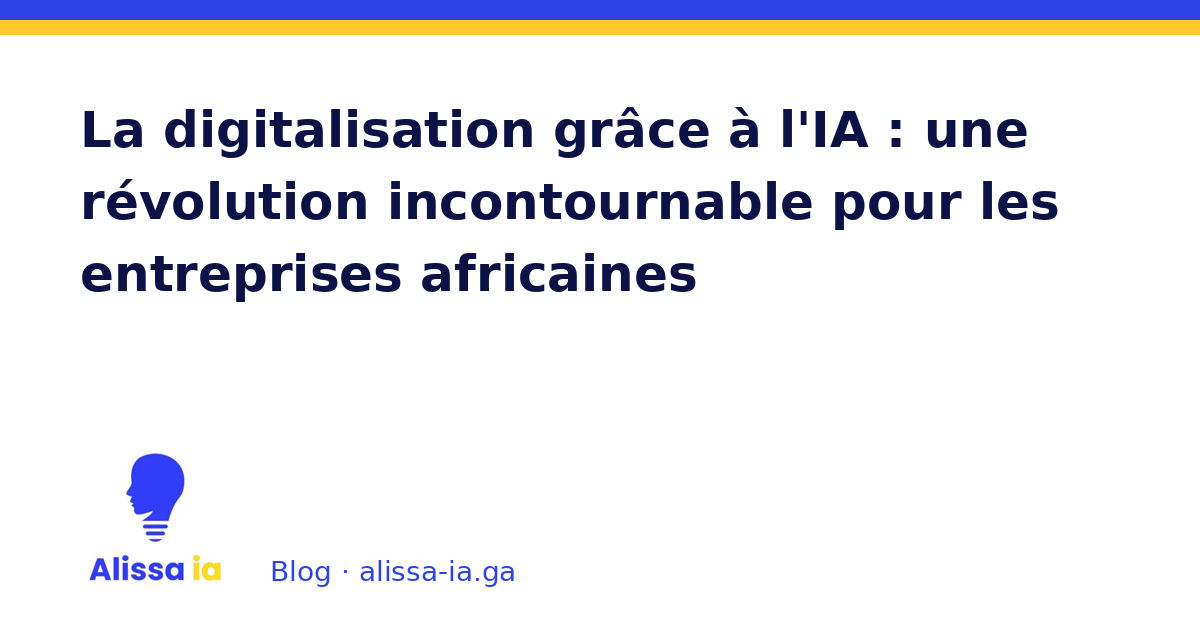 La digitalisation grâce à l'IA : une
révolution incontournable pour les
entreprises africaines
Alissa ia
Blog · alissa-ia.ga